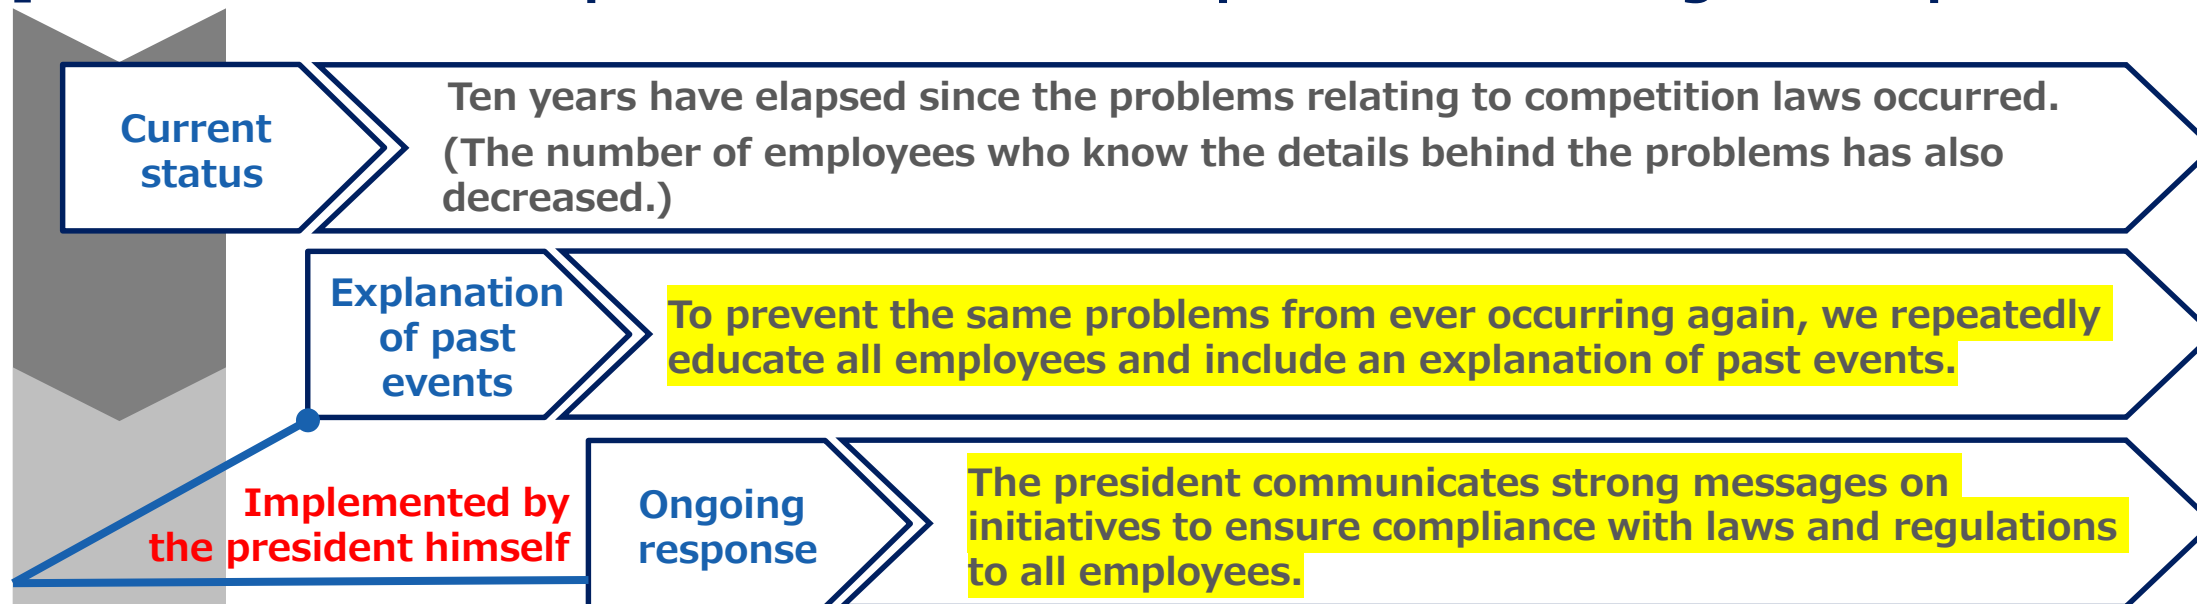 Current
status
Ten years have elapsed since the problems relating to competition laws occurred.
(The number of employees who know the details behind the problems has also
decreased.)
Explanation
of past
events
To prevent the same problems from ever occurring again, we repeatedly
educate all employees and include an explanation of past events.
Implemented by
the president himself
Ongoing
response
The president communicates strong messages on
initiatives to ensure compliance with laws and regulations
to all employees.